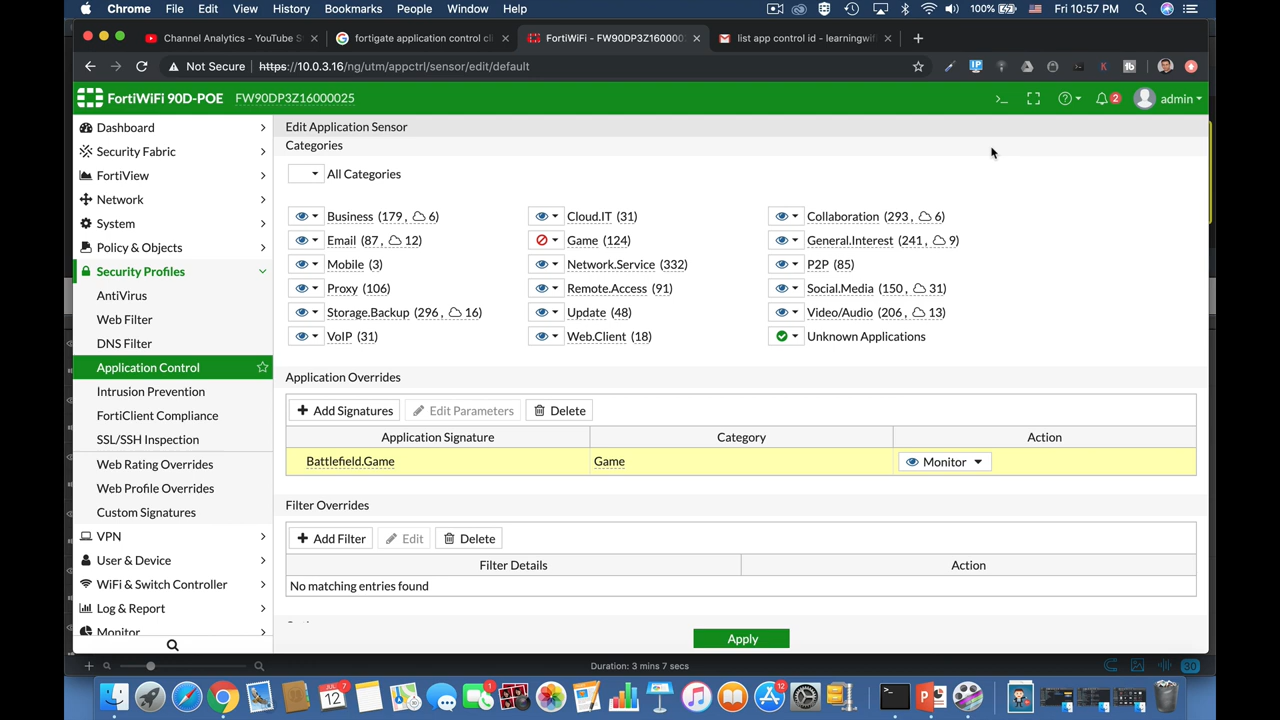 Chrome File Edit View History Bookmarks People Window Help 100% Fri 10:57 PM
Channel Analytics - YouTube S × fortigate application control cl × FortiWiFi - FW90DP3Z16000 × list app control id - learningwif × +
Not Secure https://10.0.3.16/ng/utm/appctrl/sensor/edit/default
FortiWiFi 90D-POE FW90DP3Z16000025 >_ 2 admin
Dashboard
Security Fabric
FortiView
Network
System
Policy & Objects
Security Profiles
AntiVirus
Web Filter
DNS Filter
Application Control
Intrusion Prevention
FortiClient Compliance
SSL/SSH Inspection
Web Rating Overrides
Web Profile Overrides
Custom Signatures
VPN
User & Device
WiFi & Switch Controller
Log & Report
Monitor
Edit Application Sensor
Categories
All Categories
Business (179, 6) Cloud.IT (31) Collaboration (293, 6)
Email (87, 12) Game (124) General.Interest (241, 9)
Mobile (3) Network.Service (332) P2P (85)
Proxy (106) Remote.Access (91) Social.Media (150, 31)
Storage.Backup (296, 16) Update (48) Video/Audio (206, 13)
VoIP (31) Web.Client (18) Unknown Applications
Application Overrides
+ Add Signatures Edit Parameters Delete
Application Signature Category Action
Battlefield.Game Game Monitor
Filter Overrides
+ Add Filter Edit Delete
Filter Details Action
No matching entries found
Apply
Duration: 3 mins 7 secs 30
JUL 7 12 1 12